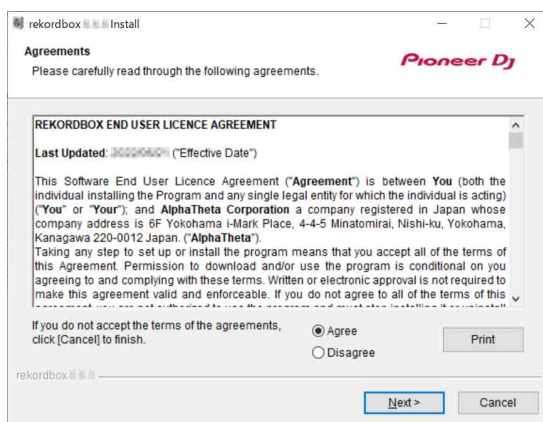 rekordbox Install
Agreements
Please carefully read through the following agreements.
Pioneer Dj
REKORDBOX END USER LICENCE AGREEMENT
Last Updated: ("Effective Date")
This Software End User Licence Agreement ("Agreement") is between You (both the
individual installing the Program and any single legal entity for which the individual is acting)
("You" or "Your"); and AlphaTheta Corporation a company registered in Japan whose
company address is 6F Yokohama i-Mark Place, 4-4-5 Minatomirai, Nishi-ku, Yokohama,
Kanagawa 220-0012 Japan. ("AlphaTheta").
Taking any step to set up or install the program means that you accept all of the terms of
this Agreement. Permission to download and/or use the program is conditional on you
agreeing to and complying with these terms. Written or electronic approval is not required to
make this agreement valid and enforceable. If you do not agree to all of the terms of this
If you do not accept the terms of the agreements,
click [Cancel] to finish.
Agree
Disagree
Print
rekordbox
Next >
Cancel